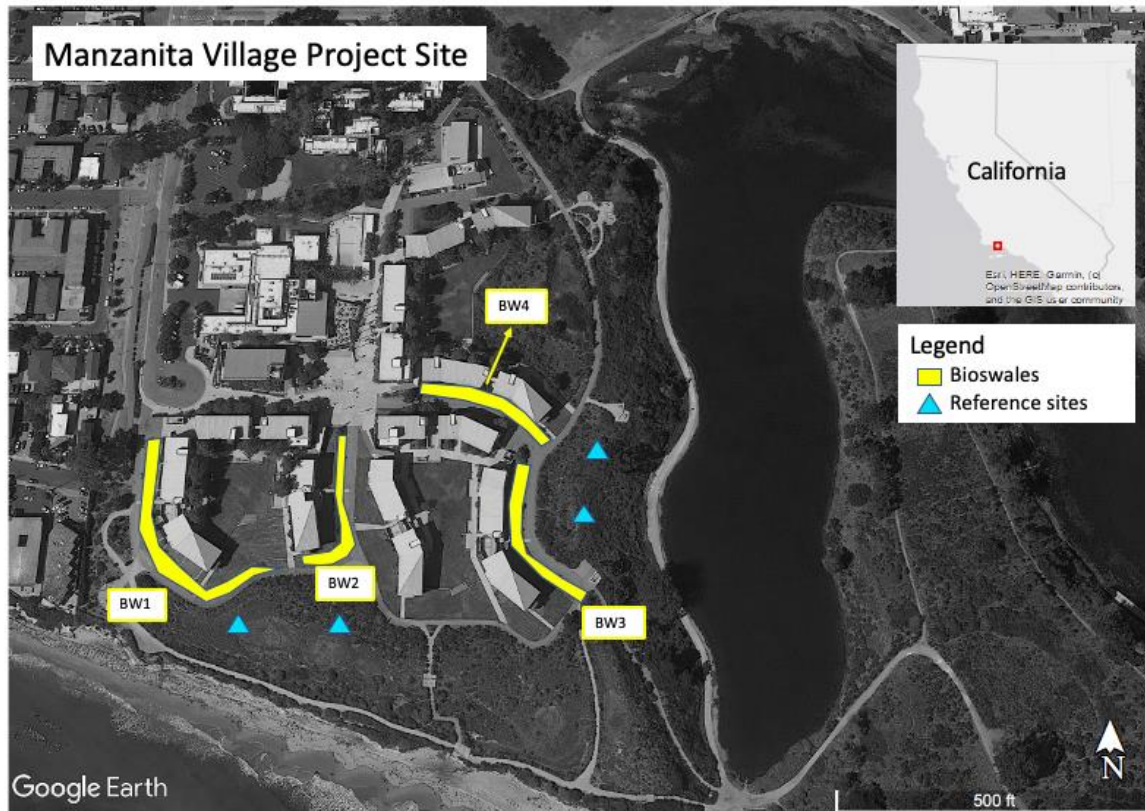 Manzanita Village Project Site
California
Esri, HERE, Garmin, (c)
OpenStreetMap contributors,
and the GIS user community
BW4
Legend
Bioswales
Reference sites
BW2
BW1
BW3
N
Google Earth
500 ft